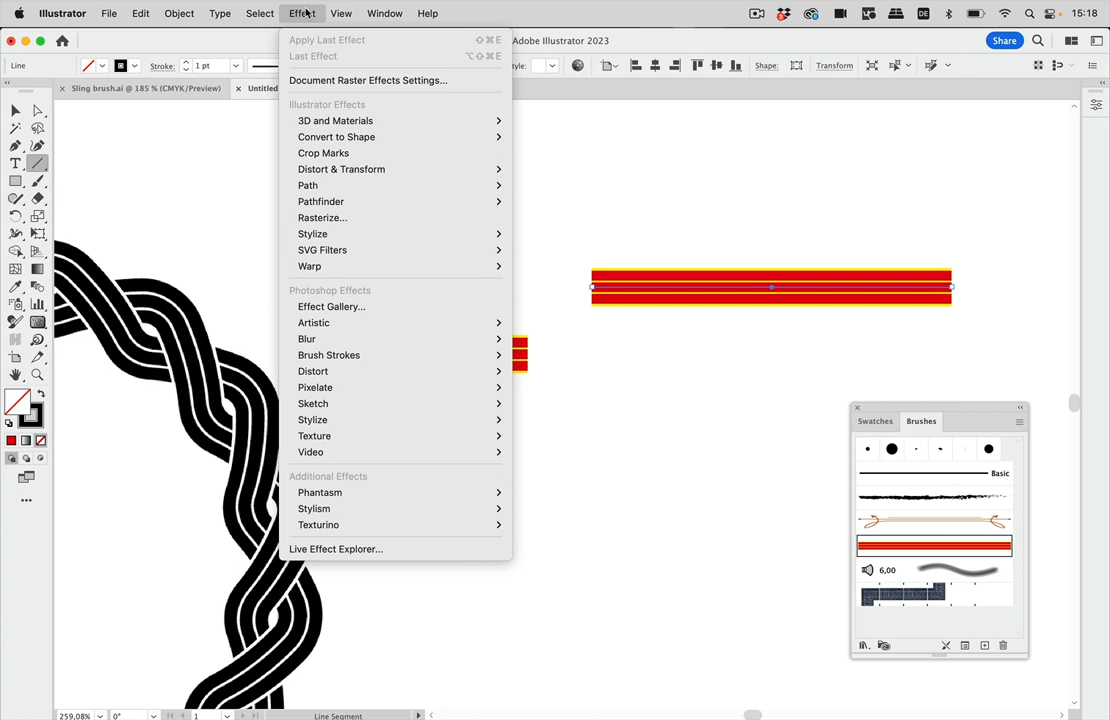 Illustrator File Edit Object Type Select Effect View Window Help DE 15:18
Adobe Illustrator 2023 Share
Line Stroke: 1 pt tyle: Shape: Transform
Sling brush.ai @ 185 % (CMYK/Preview) Untitled
Apply Last Effect ⇧⌘E
Last Effect ⌥⇧⌘E
Document Raster Effects Settings...
Illustrator Effects
3D and Materials
Convert to Shape
Crop Marks
Distort & Transform
Path
Pathfinder
Rasterize...
Stylize
SVG Filters
Warp
Photoshop Effects
Effect Gallery...
Artistic
Blur
Brush Strokes
Distort
Pixelate
Sketch
Stylize
Texture
Video
Additional Effects
Phantasm
Stylism
Texturino
Live Effect Explorer...
Swatches Brushes
Basic
6,00
259,08% 0° 1 Line Segment